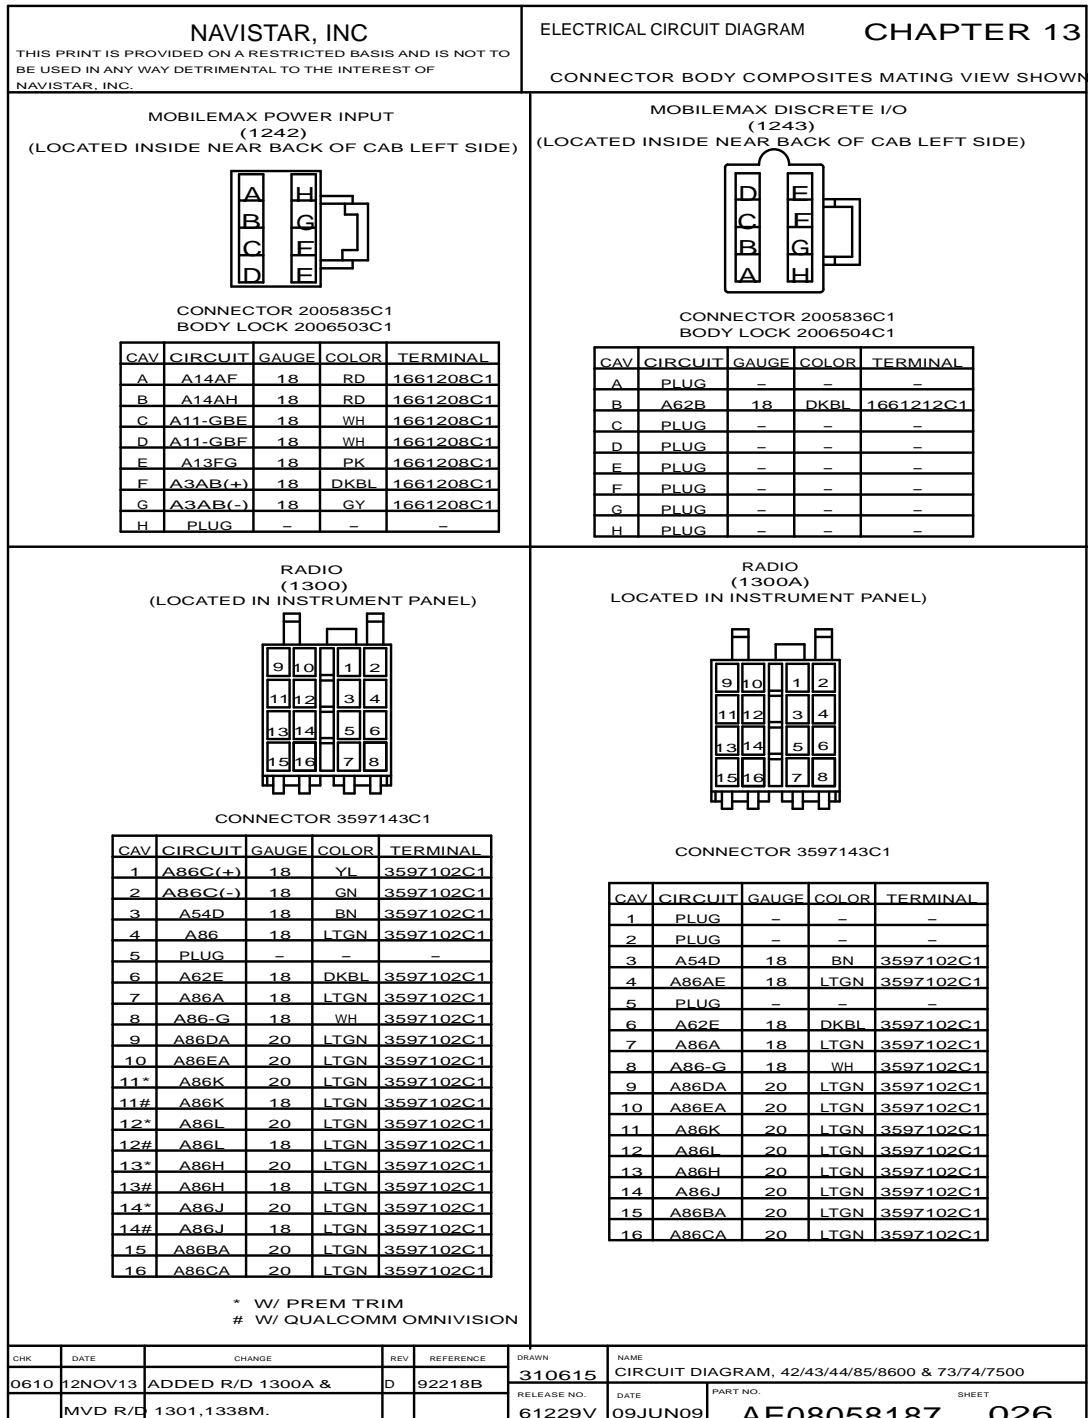 NAVISTAR, INC
THIS PRINT IS PROVIDED ON A RESTRICTED BASIS AND IS NOT TO
BE USED IN ANY WAY DETRIMENTAL TO THE INTEREST OF
NAVISTAR, INC.
ELECTRICAL CIRCUIT DIAGRAM CHAPTER 13
CONNECTOR BODY COMPOSITES MATING VIEW SHOWN
MOBILEMAX POWER INPUT
(1242)
(LOCATED INSIDE NEAR BACK OF CAB LEFT SIDE)
A H
B G
C E
D E
CONNECTOR 2005835C1
BODY LOCK 2006503C1
CAV CIRCUIT GAUGE COLOR TERMINAL
A A14AF 18 RD 1661208C1
B A14AH 18 RD 1661208C1
C A11-GBE 18 WH 1661208C1
D A11-GBF 18 WH 1661208C1
E A13FG 18 PK 1661208C1
F A3AB(+) 18 DKBL 1661208C1
G A3AB(-) 18 GY 1661208C1
H PLUG – – –
MOBILEMAX DISCRETE I/O
(1243)
(LOCATED INSIDE NEAR BACK OF CAB LEFT SIDE)
D E
C E
B G
A H
CONNECTOR 2005836C1
BODY LOCK 2006504C1
CAV CIRCUIT GAUGE COLOR TERMINAL
A PLUG – – –
B A62B 18 DKBL 1661212C1
C PLUG – – –
D PLUG – – –
E PLUG – – –
F PLUG – – –
G PLUG – – –
H PLUG – – –
RADIO
(1300)
(LOCATED IN INSTRUMENT PANEL)
9 10 1 2
11 12 3 4
13 14 5 6
15 16 7 8
CONNECTOR 3597143C1
CAV CIRCUIT GAUGE COLOR TERMINAL
1 A86C(+) 18 YL 3597102C1
2 A86C(-) 18 GN 3597102C1
3 A54D 18 BN 3597102C1
4 A86 18 LTGN 3597102C1
5 PLUG – – –
6 A62E 18 DKBL 3597102C1
7 A86A 18 LTGN 3597102C1
8 A86-G 18 WH 3597102C1
9 A86DA 20 LTGN 3597102C1
10 A86EA 20 LTGN 3597102C1
11* A86K 20 LTGN 3597102C1
11# A86K 18 LTGN 3597102C1
12* A86L 20 LTGN 3597102C1
12# A86L 18 LTGN 3597102C1
13* A86H 20 LTGN 3597102C1
13# A86H 18 LTGN 3597102C1
14* A86J 20 LTGN 3597102C1
14# A86J 18 LTGN 3597102C1
15 A86BA 20 LTGN 3597102C1
16 A86CA 20 LTGN 3597102C1
* W/ PREM TRIM
# W/ QUALCOMM OMNIVISION
RADIO
(1300A)
LOCATED IN INSTRUMENT PANEL)
9 10 1 2
11 12 3 4
13 14 5 6
15 16 7 8
CONNECTOR 3597143C1
CAV CIRCUIT GAUGE COLOR TERMINAL
1 PLUG – – –
2 PLUG – – –
3 A54D 18 BN 3597102C1
4 A86AE 18 LTGN 3597102C1
5 PLUG – – –
6 A62E 18 DKBL 3597102C1
7 A86A 18 LTGN 3597102C1
8 A86-G 18 WH 3597102C1
9 A86DA 20 LTGN 3597102C1
10 A86EA 20 LTGN 3597102C1
11 A86K 20 LTGN 3597102C1
12 A86L 20 LTGN 3597102C1
13 A86H 20 LTGN 3597102C1
14 A86J 20 LTGN 3597102C1
15 A86BA 20 LTGN 3597102C1
16 A86CA 20 LTGN 3597102C1
CHK DATE CHANGE REV REFERENCE
0610 12NOV13 ADDED R/D 1300A & D 92218B
MVD R/D 1301,1338M.
DRAWN NAME
310615 CIRCUIT DIAGRAM, 42/43/44/85/8600 & 73/74/7500
RELEASE NO. DATE PART NO. SHEET
61229V 09JUN09 AE08058187 026